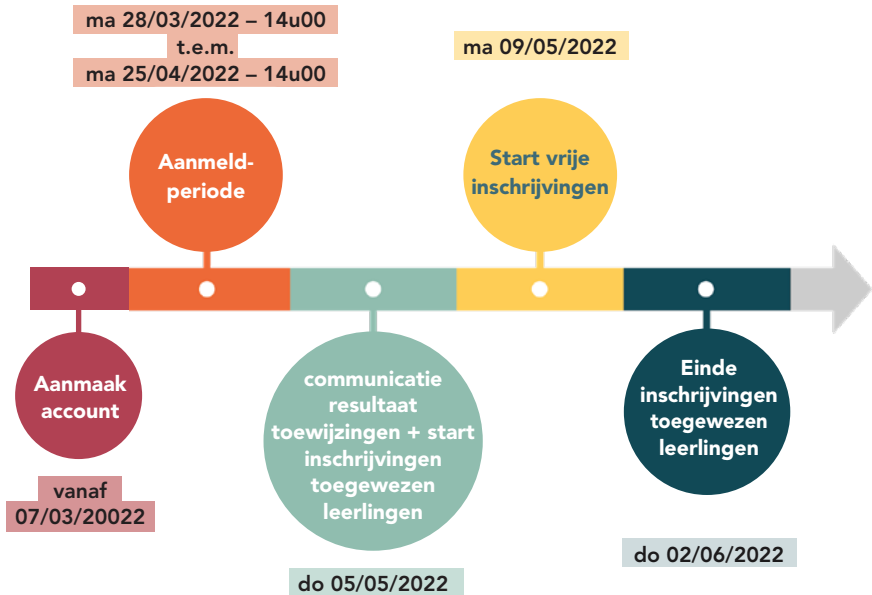 ma 28/03/2022 – 14u00
t.e.m.
ma 25/04/2022 – 14u00
ma 09/05/2022
Aanmeld-
periode
Start vrije
inschrijvingen
Aanmaak
account
communicatie
resultaat
toewijzingen + start
inschrijvingen
toegewezen
leerlingen
Einde
inschrijvingen
toegewezen
leerlingen
vanaf
07/03/20022
do 05/05/2022
do 02/06/2022